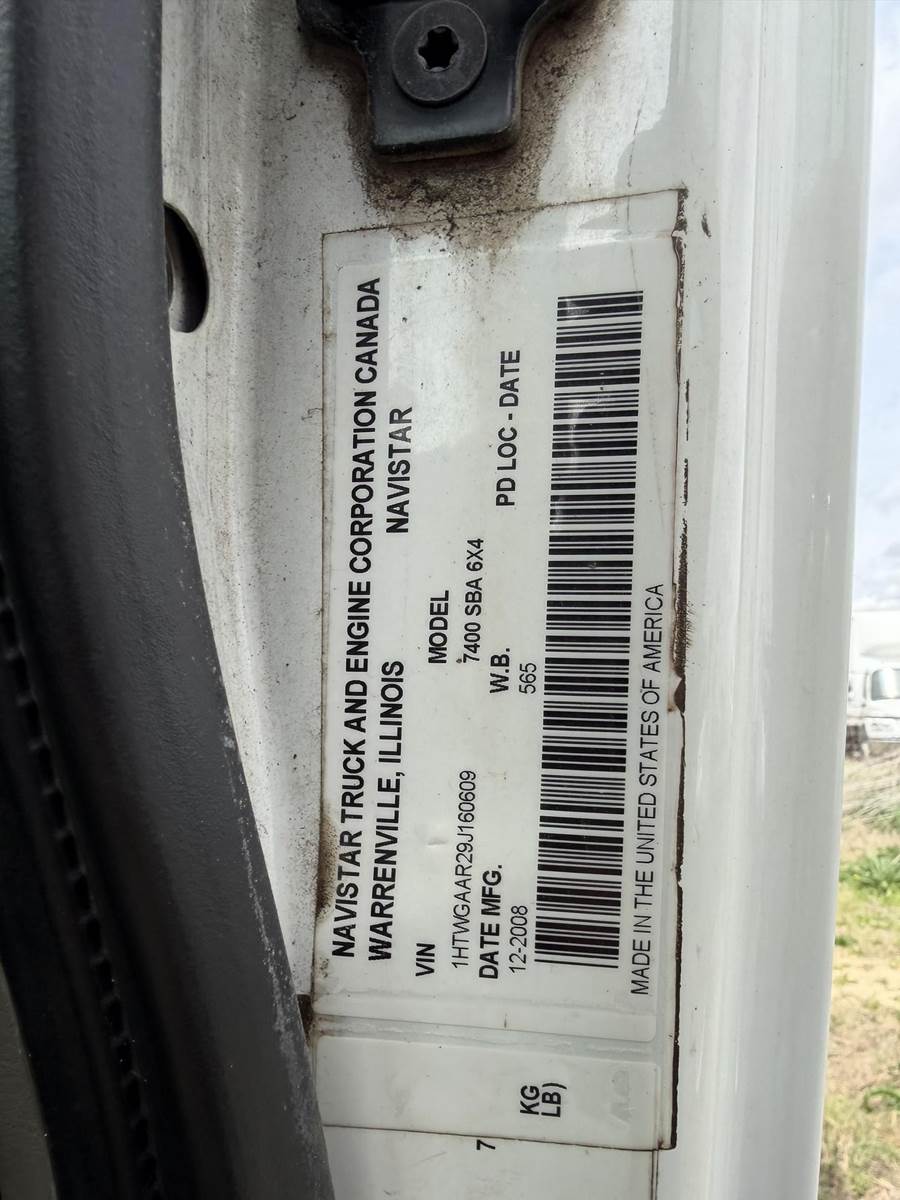 NAVISTAR TRUCK AND ENGINE CORPORATION CANADA
WARRENVILLE, ILLINOIS NAVISTAR
VIN MODEL
1HTWGAAR29J160609 7400 SBA 6X4
DATE MFG. W.B. PD LOC - DATE
12-2008 565
MADE IN THE UNITED STATES OF AMERICA
7
KG
LB)